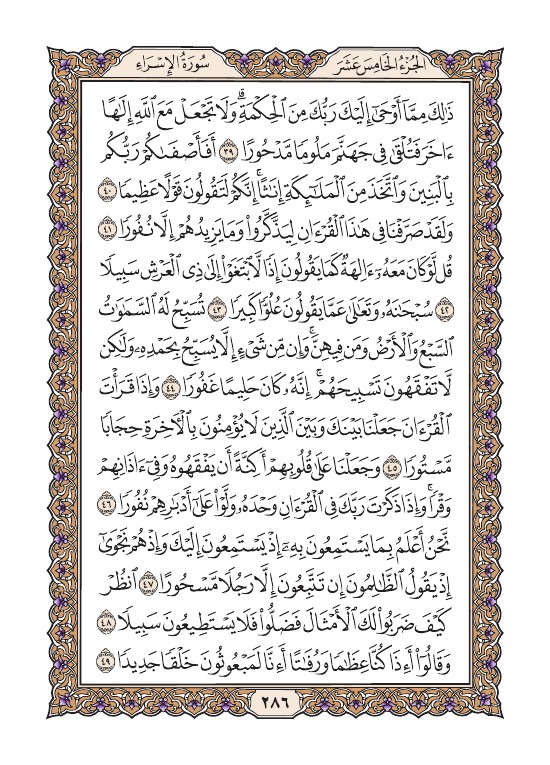 سُورَةُ الإِسْرَاءِ
الجُزْءُ الخَامِسَ عَشَرَ
ذَٰلِكَ مِمَّآ أَوۡحَىٰٓ إِلَيۡكَ رَبُّكَ مِنَ ٱلۡحِكۡمَةِۗ وَلَا تَجۡعَلۡ مَعَ ٱللَّهِ إِلَٰهًا
ءَاخَرَ فَتُلۡقَىٰ فِي جَهَنَّمَ مَلُومٗا مَّدۡحُورًا ٣٩ أَفَأَصۡفَىٰكُمۡ رَبُّكُم
بِٱلۡبَنِينَ وَٱتَّخَذَ مِنَ ٱلۡمَلَٰٓئِكَةِ إِنَٰثًاۚ إِنَّكُمۡ لَتَقُولُونَ قَوۡلًا عَظِيمٗا ٤٠
وَلَقَدۡ صَرَّفۡنَا فِي هَٰذَا ٱلۡقُرۡءَانِ لِيَذَّكَّرُواْ وَمَا يَزِيدُهُمۡ إِلَّا نُفُورٗا ٤١
قُل لَّوۡ كَانَ مَعَهُۥٓ ءَالِهَةٞ كَمَا يَقُولُونَ إِذٗا لَّٱبۡتَغَوۡاْ إِلَىٰ ذِي ٱلۡعَرۡشِ سَبِيلٗا
٤٢ سُبۡحَٰنَهُۥ وَتَعَٰلَىٰ عَمَّا يَقُولُونَ عُلُوّٗا كَبِيرٗا ٤٣ تُسَبِّحُ لَهُ ٱلسَّمَٰوَٰتُ
ٱلسَّبۡعُ وَٱلۡأَرۡضُ وَمَن فِيهِنَّۚ وَإِن مِّن شَيۡءٍ إِلَّا يُسَبِّحُ بِحَمۡدِهِۦ وَلَٰكِن
لَّا تَفۡقَهُونَ تَسۡبِيحَهُمۡۚ إِنَّهُۥ كَانَ حَلِيمًا غَفُورٗا ٤٤ وَإِذَا قَرَأۡتَ
ٱلۡقُرۡءَانَ جَعَلۡنَا بَيۡنَكَ وَبَيۡنَ ٱلَّذِينَ لَا يُؤۡمِنُونَ بِٱلۡأٓخِرَةِ حِجَابٗا
مَّسۡتُورٗا ٤٥ وَجَعَلۡنَا عَلَىٰ قُلُوبِهِمۡ أَكِنَّةً أَن يَفۡقَهُوهُ وَفِيٓ ءَاذَانِهِمۡ
وَقۡرٗاۚ وَإِذَا ذَكَرۡتَ رَبَّكَ فِي ٱلۡقُرۡءَانِ وَحۡدَهُۥ وَلَّوۡاْ عَلَىٰٓ أَدۡبَٰرِهِمۡ نُفُورٗا ٤٦
نَّحۡنُ أَعۡلَمُ بِمَا يَسۡتَمِعُونَ بِهِۦٓ إِذۡ يَسۡتَمِعُونَ إِلَيۡكَ وَإِذۡ هُمۡ نَجۡوَىٰٓ
إِذۡ يَقُولُ ٱلظَّٰلِمُونَ إِن تَتَّبِعُونَ إِلَّا رَجُلٗا مَّسۡحُورًا ٤٧ ٱنظُرۡ
كَيۡفَ ضَرَبُواْ لَكَ ٱلۡأَمۡثَالَ فَضَلُّواْ فَلَا يَسۡتَطِيعُونَ سَبِيلٗا ٤٨
وَقَالُوٓاْ أَءِذَا كُنَّا عِظَٰمٗا وَرُفَٰتًا أَءِنَّا لَمَبۡعُوثُونَ خَلۡقٗا جَدِيدٗا ٤٩
٢٨٦